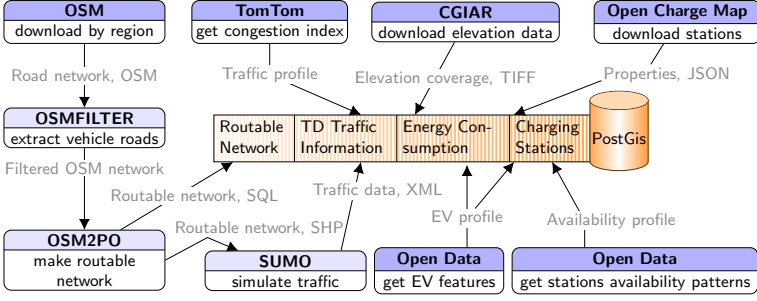 OSM
download by region
TomTom
get congestion index
CGIAR
download elevation data
Open Charge Map
download stations
Road network, OSM
Traffic profile
Elevation coverage, TIFF
Properties, JSON
OSMFILTER
extract vehicle roads
Routable
Network
TD Traffic
Information
Energy Con-
sumption
Charging
Stations
PostGis
Filtered OSM network
Routable network, SQL
Traffic data, XML
Routable network, SHP
EV profile
Availability profile
OSM2PO
make routable
network
SUMO
simulate traffic
Open Data
get EV features
Open Data
get stations availability patterns